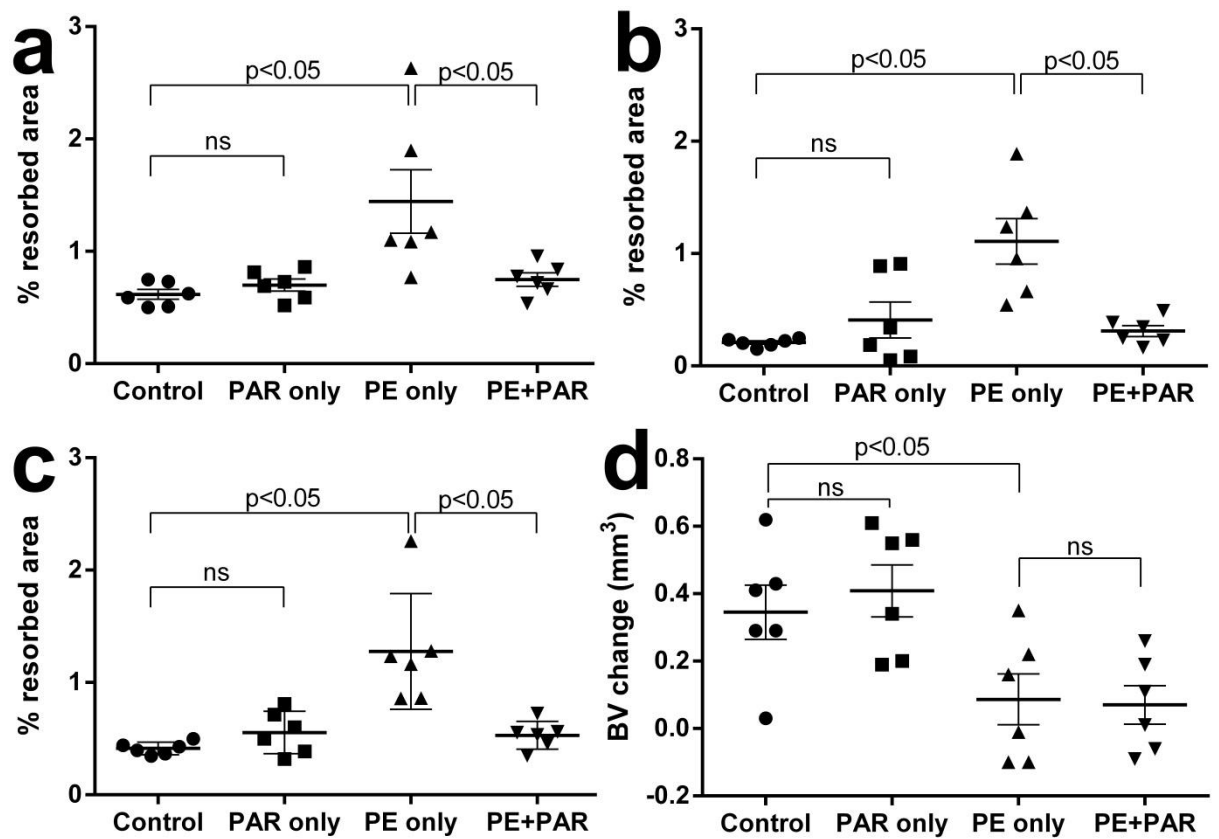 a
% resorbed area
3
2
1
0
p<0.05
p<0.05
ns
Control PAR only PE only PE+PAR
b
% resorbed area
3
2
1
0
p<0.05
p<0.05
ns
Control PAR only PE only PE+PAR
c
% resorbed area
3
2
1
0
p<0.05
p<0.05
ns
Control PAR only PE only PE+PAR
d
BV change (mm³)
0.8
0.6
0.4
0.2
0.0
-0.2
p<0.05
ns
ns
Control PAR only PE only PE+PAR